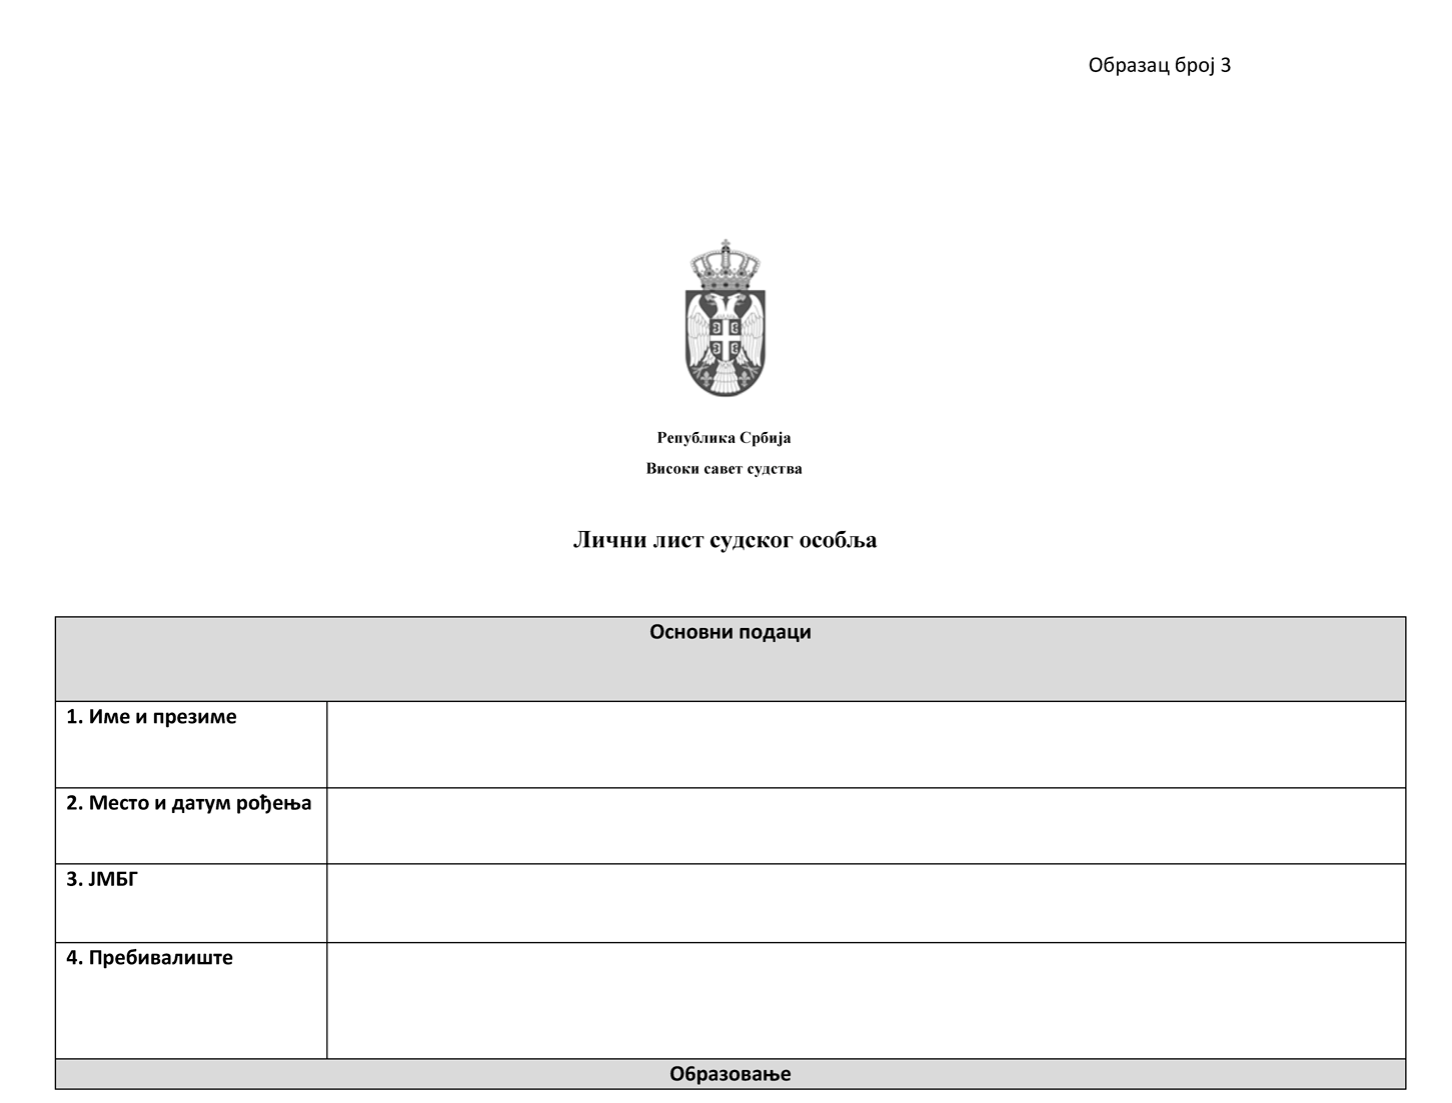 Образац број 3
Република Србија
Високи савет судства
Лични лист судског особља
Основни подаци
1. Име и презиме
2. Место и датум рођења
3. ЈМБГ
4. Пребивалиште
Образовање